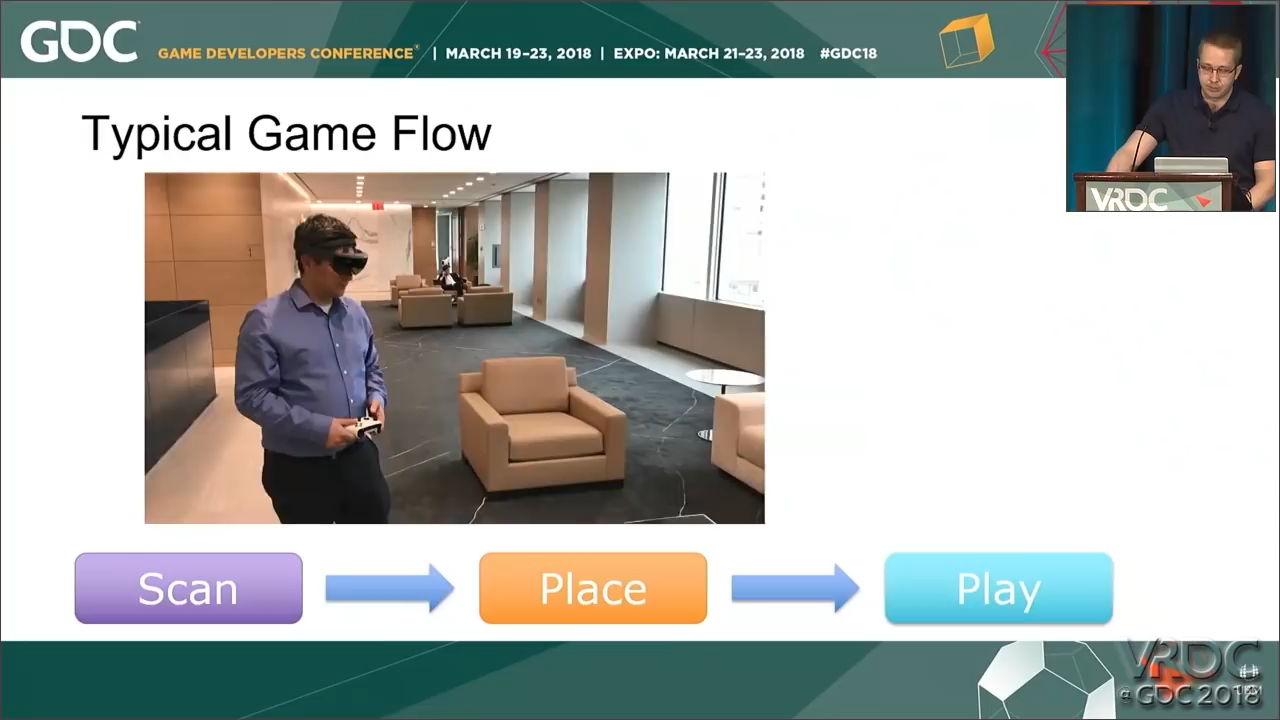 GDC GAME DEVELOPERS CONFERENCE® | MARCH 19–23, 2018 | EXPO: MARCH 21–23, 2018 #GDC18
VRDC
Typical Game Flow
Scan
Place
Play
VRDC
@ GDC 2018